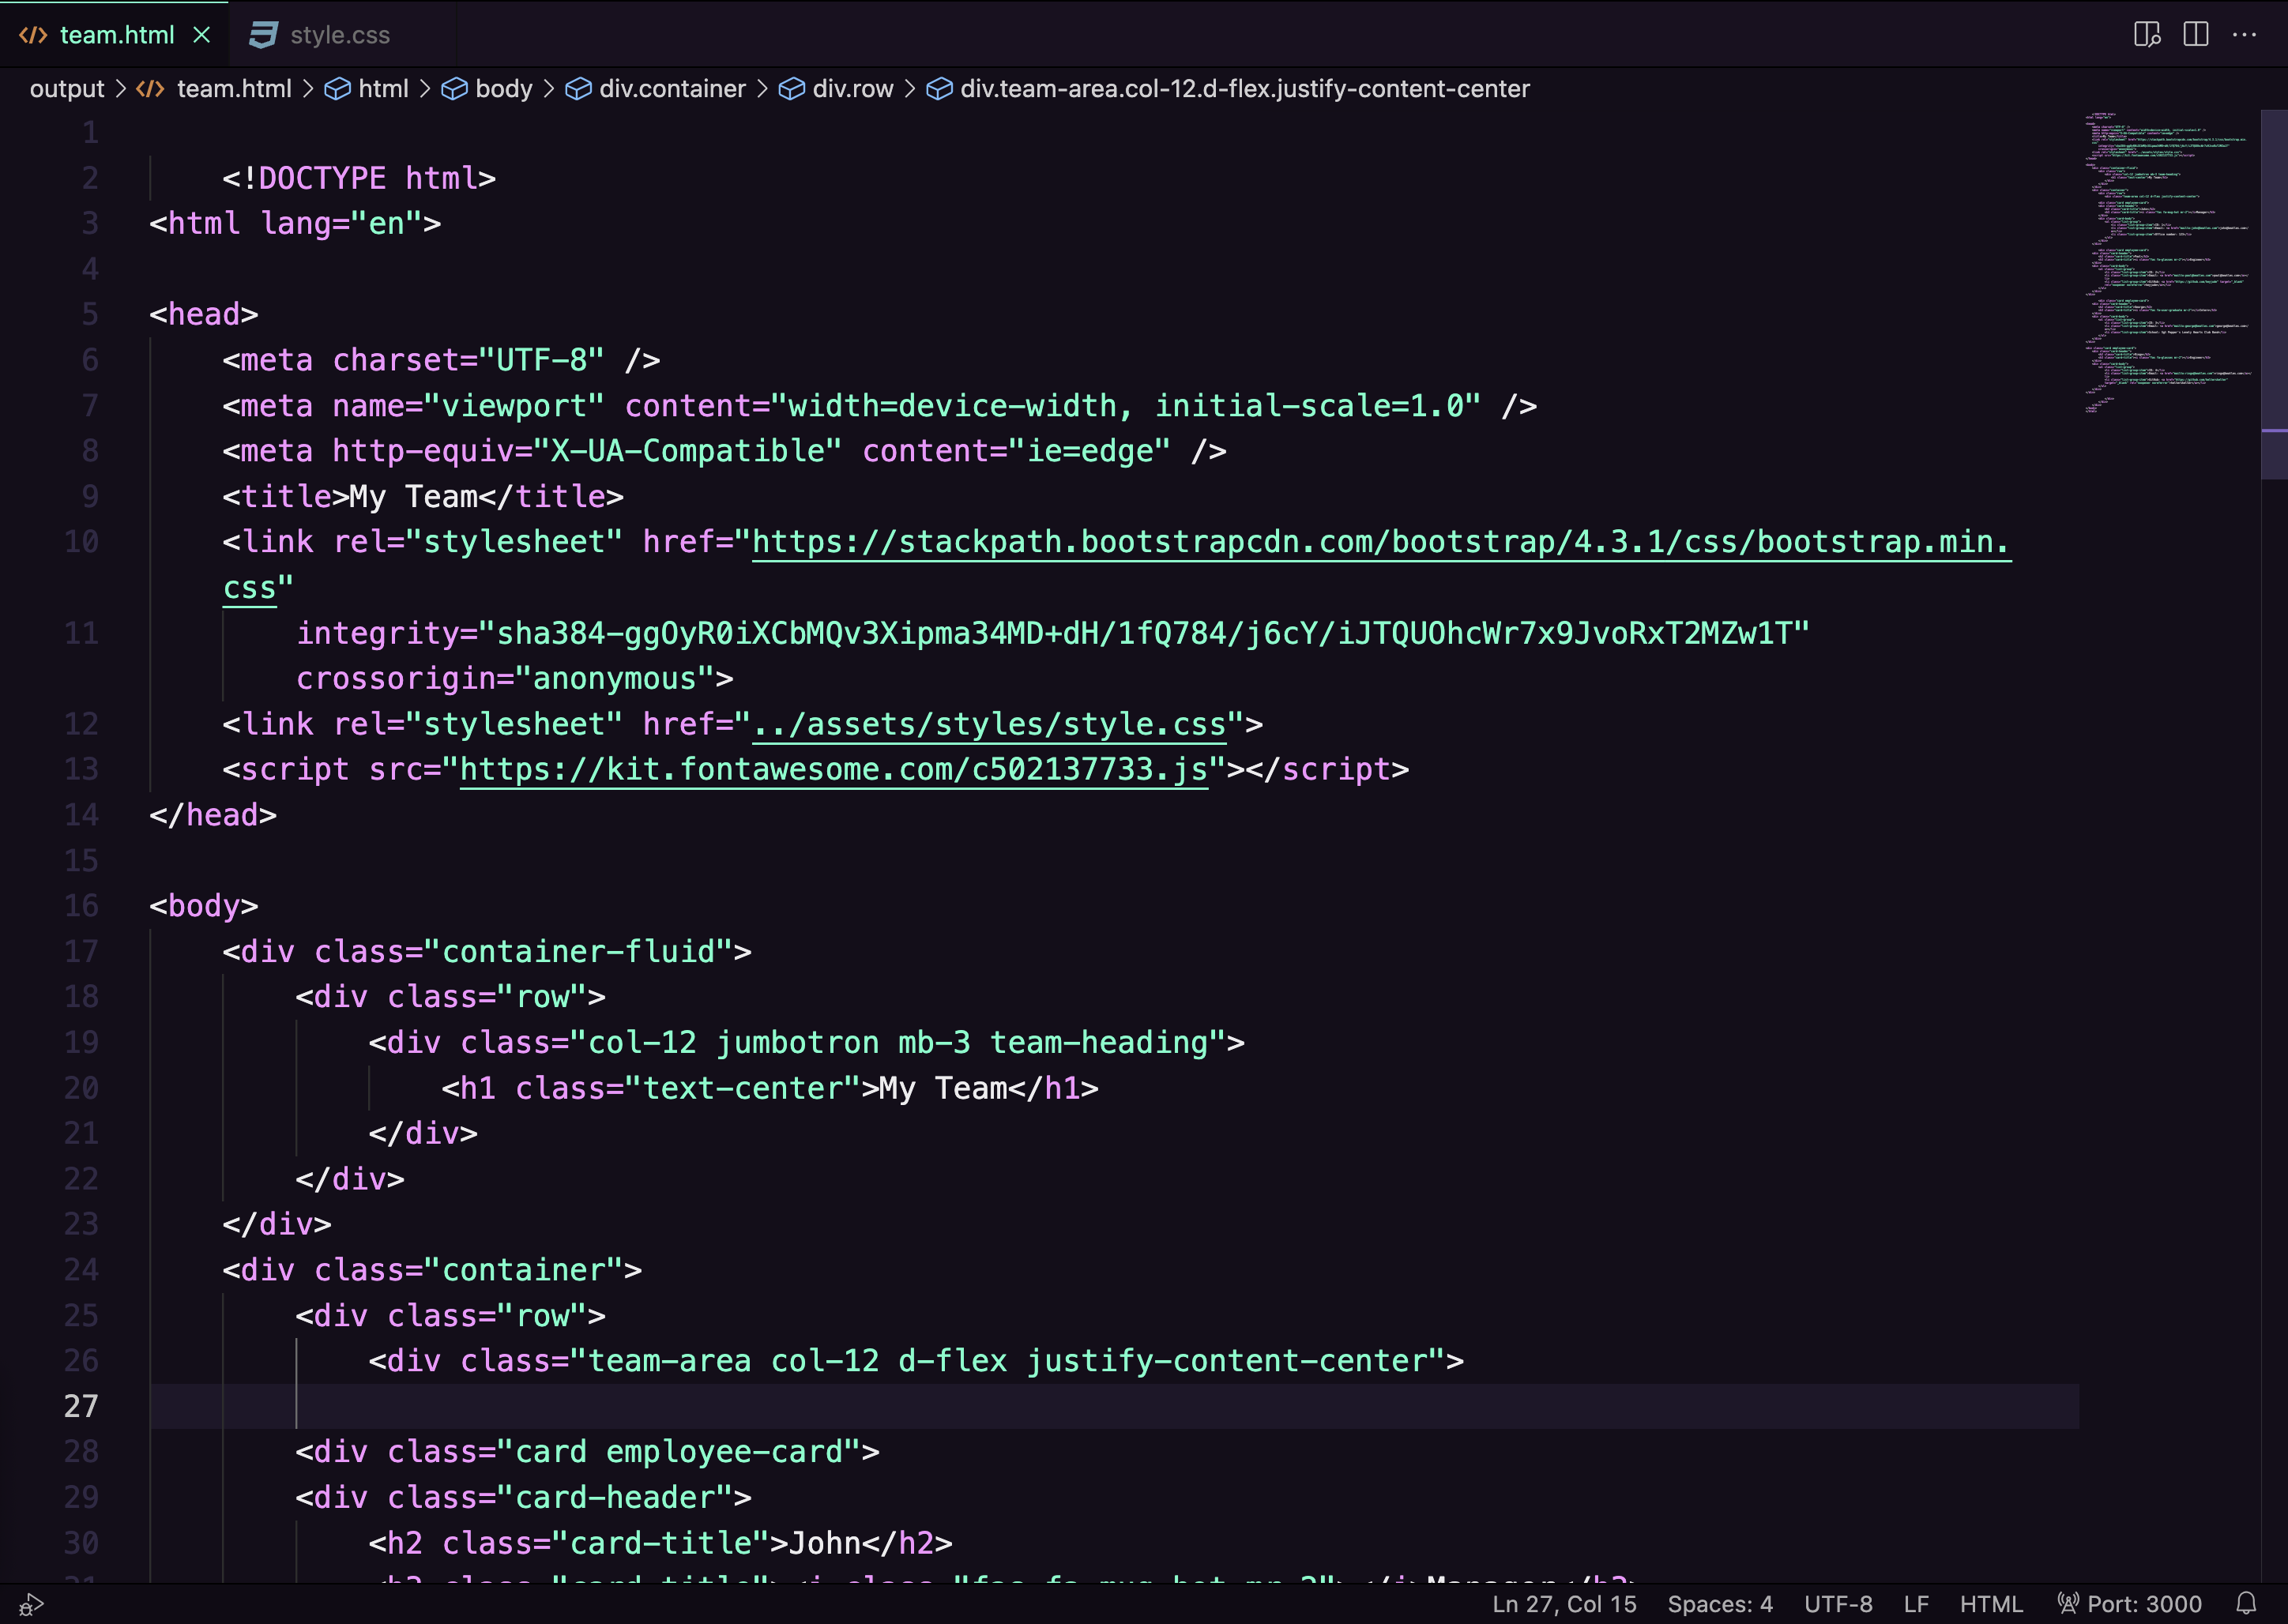 team.html
style.css
output > team.html > html > body > div.container > div.row > div.team-area.col-12.d-flex.justify-content-center
1
2     <!DOCTYPE html>
3 <html lang="en">
4
5 <head>
6     <meta charset="UTF-8" />
7     <meta name="viewport" content="width=device-width, initial-scale=1.0" />
8     <meta http-equiv="X-UA-Compatible" content="ie=edge" />
9     <title>My Team</title>
10     <link rel="stylesheet" href="https://stackpath.bootstrapcdn.com/bootstrap/4.3.1/css/bootstrap.min.
css"
11         integrity="sha384-ggOyR0iXCbMQv3Xipma34MD+dH/1fQ784/j6cY/iJTQUOhcWr7x9JvoRxT2MZw1T"
crossorigin="anonymous">
12     <link rel="stylesheet" href="../assets/styles/style.css">
13     <script src="https://kit.fontawesome.com/c502137733.js"></script>
14 </head>
15
16 <body>
17     <div class="container-fluid">
18         <div class="row">
19             <div class="col-12 jumbotron mb-3 team-heading">
20                 <h1 class="text-center">My Team</h1>
21             </div>
22         </div>
23     </div>
24     <div class="container">
25         <div class="row">
26             <div class="team-area col-12 d-flex justify-content-center">
27
28         <div class="card employee-card">
29         <div class="card-header">
30             <h2 class="card-title">John</h2>
Ln 27, Col 15 Spaces: 4 UTF-8 LF HTML Port: 3000